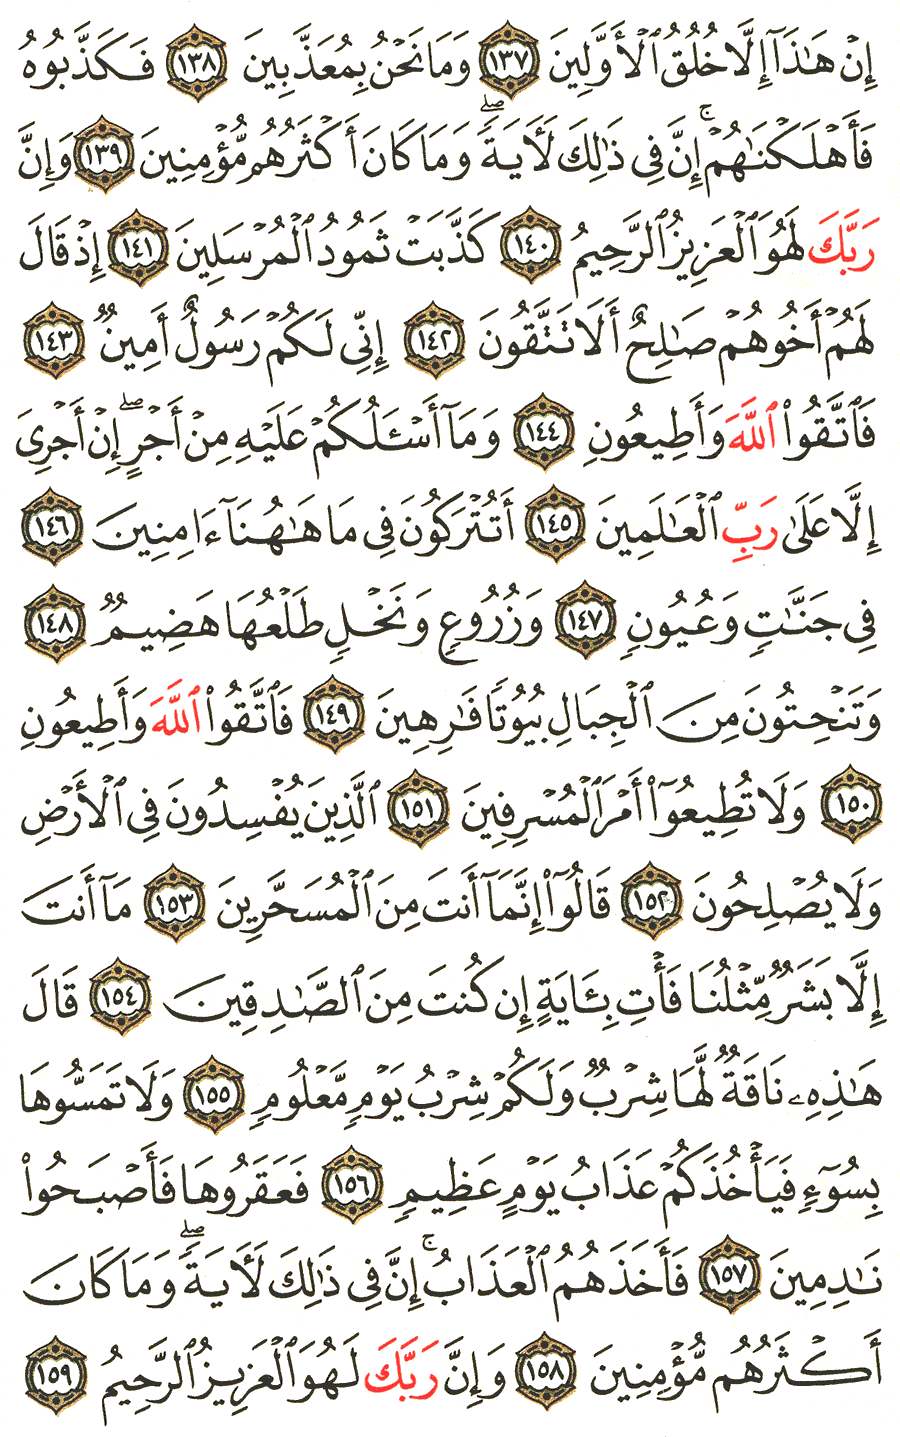 إِنۡ هَٰذَآ إِلَّا خُلُقُ ٱلۡأَوَّلِينَ ١٣٧ وَمَا نَحۡنُ بِمُعَذَّبِينَ ١٣٨ فَكَذَّبُوهُ
فَأَهۡلَكۡنَٰهُمۡۚ إِنَّ فِى ذَٰلِكَ لَأٓيَةٗۖ وَمَا كَانَ أَكۡثَرُهُم مُّؤۡمِنِينَ ١٣٩ وَإِنَّ
رَبَّكَ لَهُوَ ٱلۡعَزِيزُ ٱلرَّحِيمُ ١٤٠ كَذَّبَتۡ ثَمُودُ ٱلۡمُرۡسَلِينَ ١٤١ إِذۡ قَالَ
لَهُمۡ أَخُوهُمۡ صَٰلِحٌ أَلَا تَتَّقُونَ ١٤٢ إِنِّى لَكُمۡ رَسُولٌ أَمِينٞ ١٤٣
فَٱتَّقُواْ ٱللَّهَ وَأَطِيعُونِ ١٤٤ وَمَآ أَسۡـَٔلُكُمۡ عَلَيۡهِ مِنۡ أَجۡرٍۖ إِنۡ أَجۡرِىَ
إِلَّا عَلَىٰ رَبِّ ٱلۡعَٰلَمِينَ ١٤٥ أَتُتۡرَكُونَ فِى مَا هَٰهُنَآ ءَامِنِينَ ١٤٦
فِى جَنَّٰتٖ وَعُيُونٖ ١٤٧ وَزُرُوعٖ وَنَخۡلٖ طَلۡعُهَا هَضِيمٞ ١٤٨
وَتَنۡحِتُونَ مِنَ ٱلۡجِبَالِ بُيُوتٗا فَٰرِهِينَ ١٤٩ فَٱتَّقُواْ ٱللَّهَ وَأَطِيعُونِ
١٥٠ وَلَا تُطِيعُوٓاْ أَمۡرَ ٱلۡمُسۡرِفِينَ ١٥١ ٱلَّذِينَ يُفۡسِدُونَ فِى ٱلۡأَرۡضِ
وَلَا يُصۡلِحُونَ ١٥٢ قَالُوٓاْ إِنَّمَآ أَنتَ مِنَ ٱلۡمُسَحَّرِينَ ١٥٣ مَآ أَنتَ
إِلَّا بَشَرٞ مِّثۡلُنَا فَأۡتِ بِـَٔايَةٍ إِن كُنتَ مِنَ ٱلصَّٰدِقِينَ ١٥٤ قَالَ
هَٰذِهِۦ نَاقَةٞ لَّهَا شِرۡبٞ وَلَكُمۡ شِرۡبُ يَوۡمٖ مَّعۡلُومٖ ١٥٥ وَلَا تَمَسُّوهَا
بِسُوٓءٖ فَيَأۡخُذَكُمۡ عَذَابُ يَوۡمٍ عَظِيمٖ ١٥٦ فَعَقَرُوهَا فَأَصۡبَحُواْ
نَٰدِمِينَ ١٥٧ فَأَخَذَهُمُ ٱلۡعَذَابُۚ إِنَّ فِى ذَٰلِكَ لَأٓيَةٗۖ وَمَا كَانَ
أَكۡثَرُهُم مُّؤۡمِنِينَ ١٥٨ وَإِنَّ رَبَّكَ لَهُوَ ٱلۡعَزِيزُ ٱلرَّحِيمُ ١٥٩